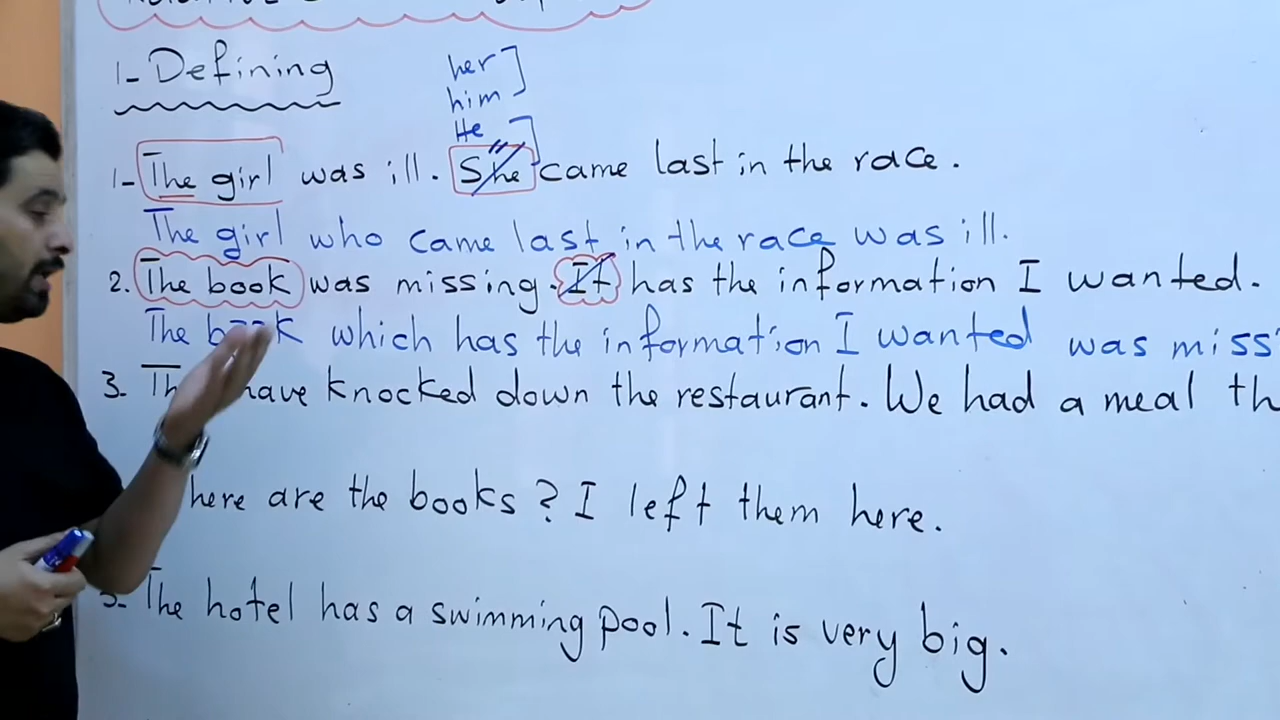 1- Defining
her
him
He
1- The girl was ill. She came last in the race.
The girl who came last in the race was ill.
2. The book was missing. It has the information I wanted.
The book which has the information I wanted was miss
3. Th have knocked down the restaurant. We had a meal th
here are the books? I left them here.
The hotel has a swimming pool. It is very big.